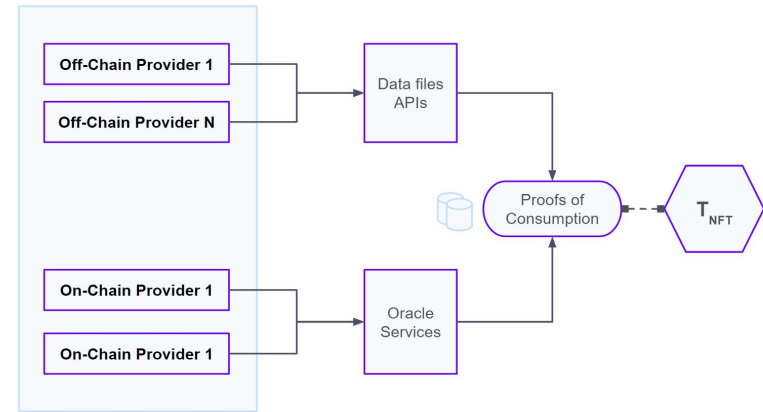 Off-Chain Provider 1
Off-Chain Provider N
Data files
APIs
Proofs of
Consumption
T NFT
On-Chain Provider 1
On-Chain Provider 1
Oracle
Services